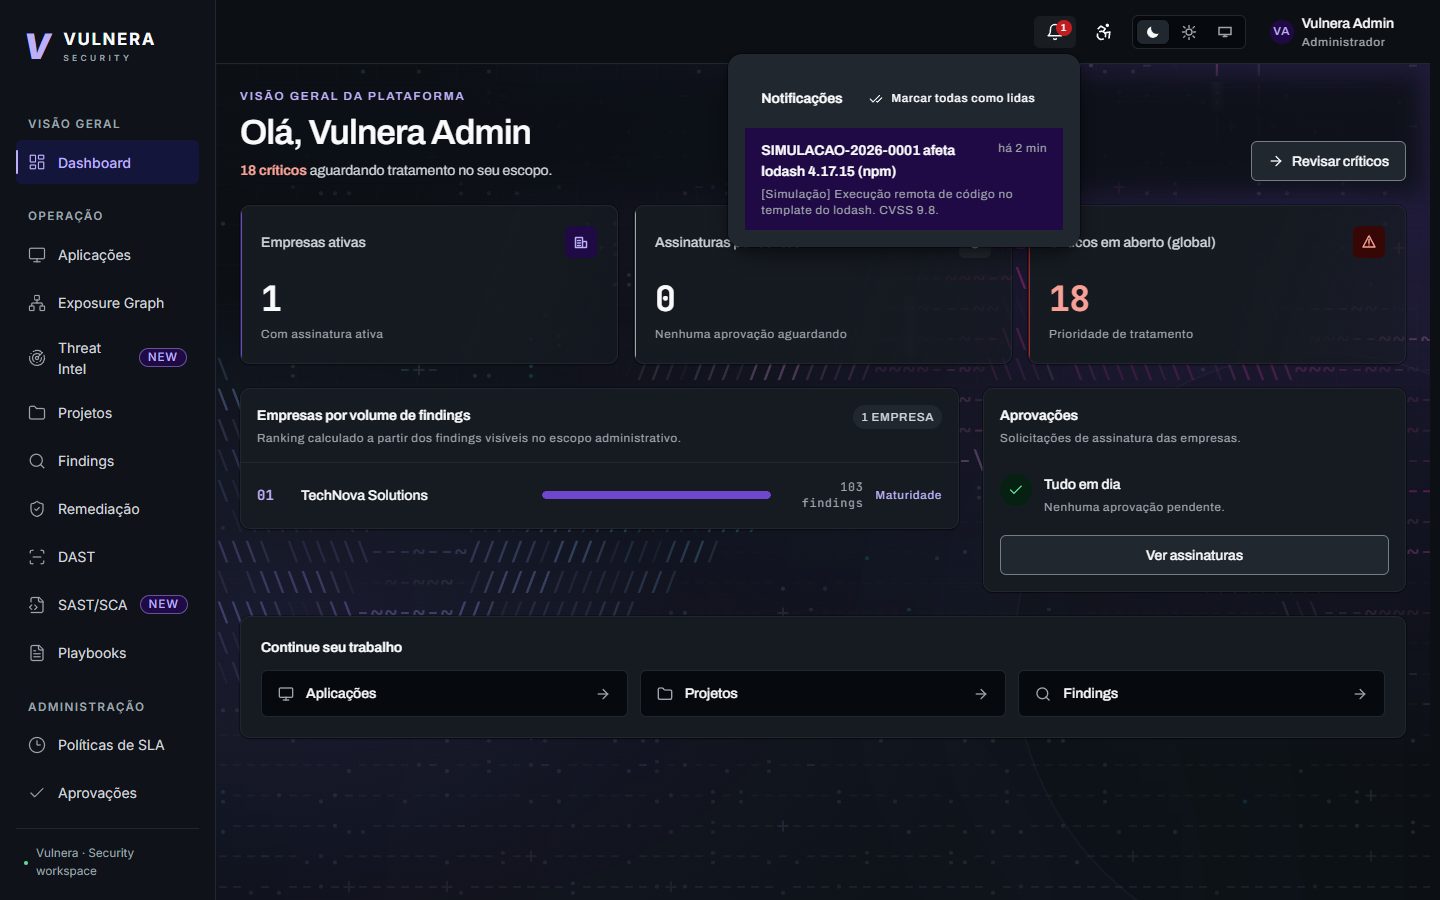 VULNERA
SECURITY
VISÃO GERAL
Dashboard
OPERAÇÃO
Aplicações
Exposure Graph
Threat
Intel
NEW
Projetos
Findings
Remediação
DAST
SAST/SCA NEW
Playbooks
ADMINISTRAÇÃO
Políticas de SLA
Aprovações
Vulnera · Security
workspace
1
VA
Vulnera Admin
Administrador
Notificações
Marcar todas como lidas
SIMULACAO-2026-0001 afeta
lodash 4.17.15 (npm)
há 2 min
[Simulação] Execução remota de código no
template do lodash. CVSS 9.8.
VISÃO GERAL DA PLATAFORMA
Olá, Vulnera Admin
18 críticos aguardando tratamento no seu escopo.
Revisar críticos
Empresas ativas
1
Com assinatura ativa
Assinaturas
0
Nenhuma aprovação aguardando
em aberto (global)
18
Prioridade de tratamento
Empresas por volume de findings
Ranking calculado a partir dos findings visíveis no escopo administrativo.
1 EMPRESA
01
TechNova Solutions
103
findings
Maturidade
Aprovações
Solicitações de assinatura das empresas.
Tudo em dia
Nenhuma aprovação pendente.
Ver assinaturas
Continue seu trabalho
Aplicações
Projetos
Findings